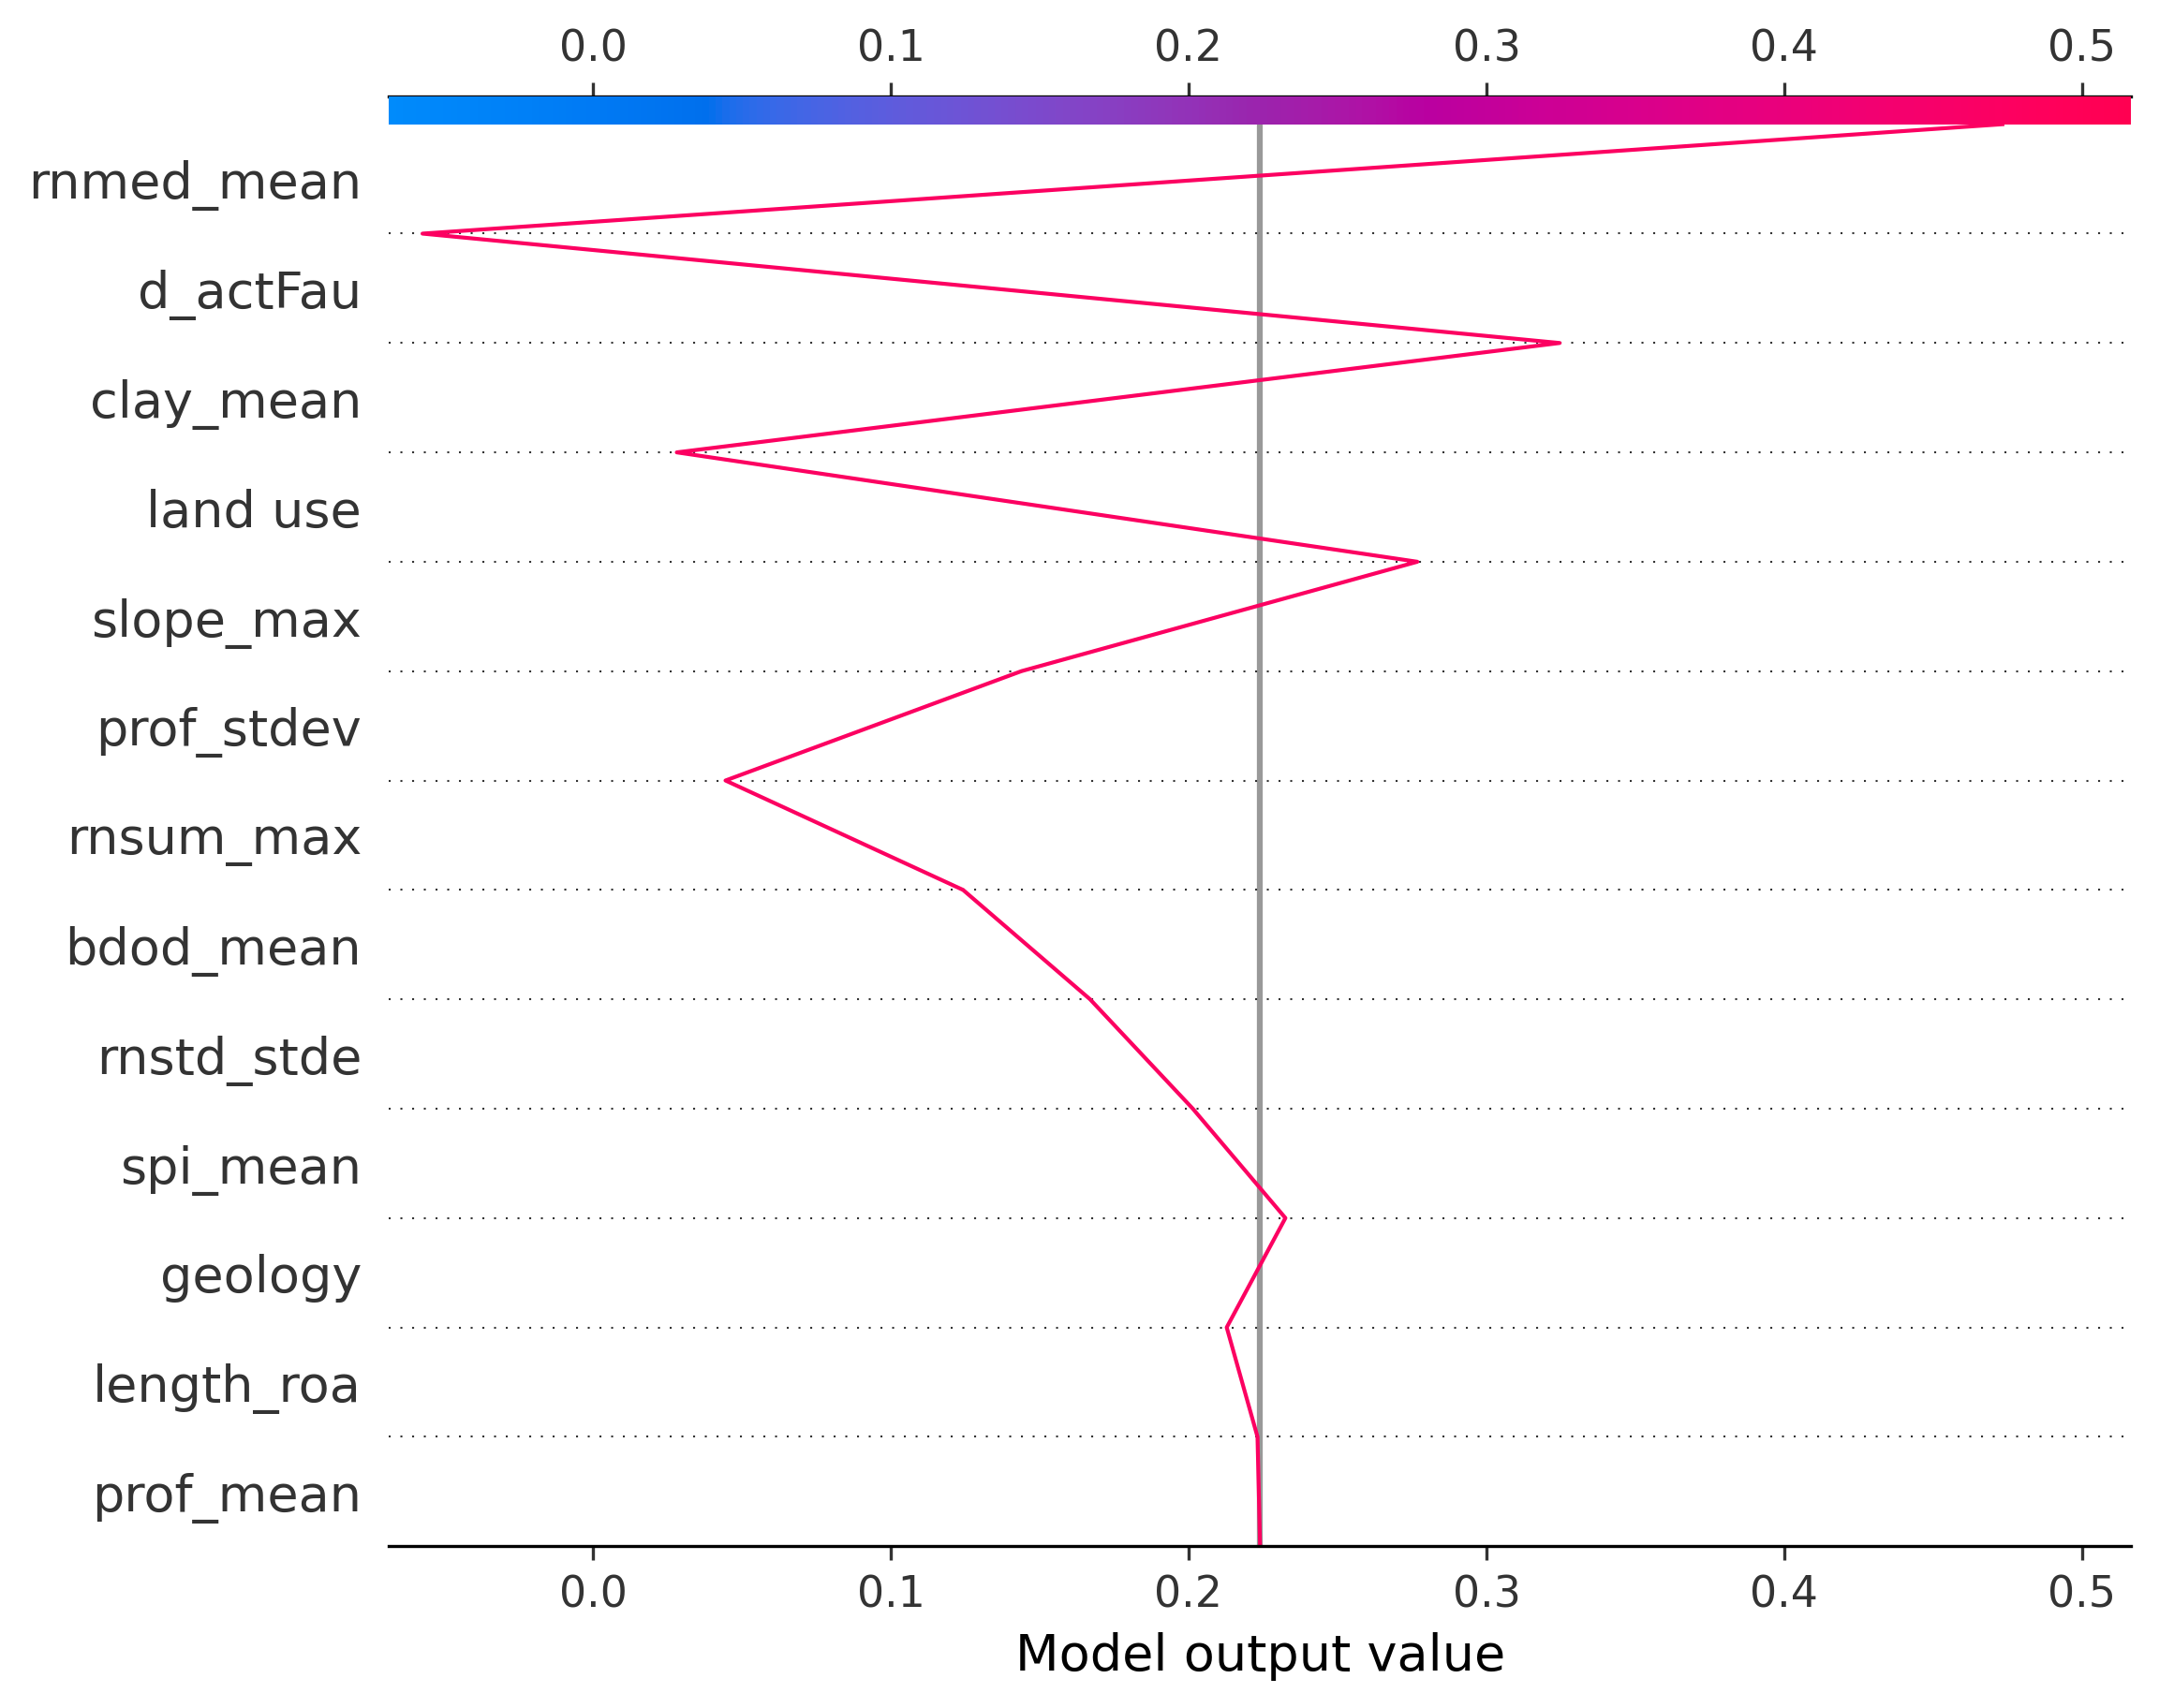 0.0 0.1 0.2 0.3 0.4 0.5
rnmed_mean
d_actFau
clay_mean
land use
slope_max
prof_stdev
rnsum_max
bdod_mean
rnstd_stde
spi_mean
geology
length_roa
prof_mean
0.0 0.1 0.2 0.3 0.4 0.5
Model output value